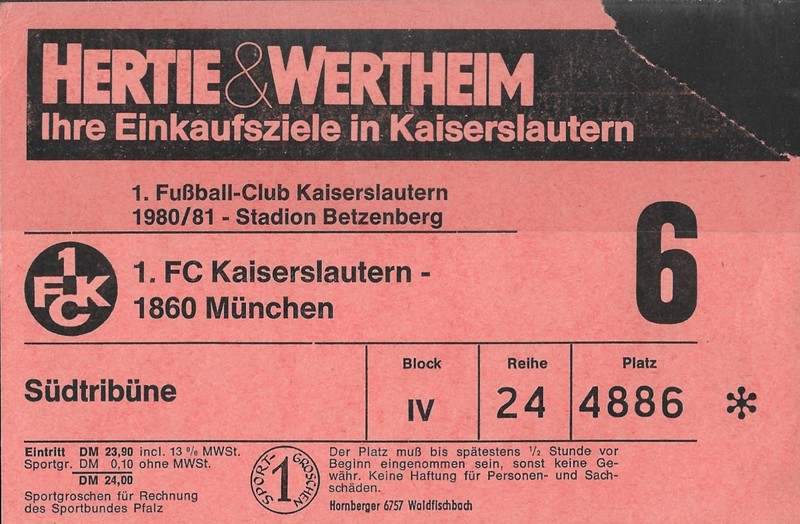 HERTIE & WERTHEIM
Ihre Einkaufsziele in Kaiserslautern
1. Fußball-Club Kaiserslautern
1980/81 - Stadion Betzenberg
6
1
FCK
1. FC Kaiserslautern -
1860 München
Südtribüne
Block
IV
Reihe
24
Platz
4886
*
Eintritt DM 23,90 incl. 13 % MWSt.
Sportgr. DM 0,10 ohne MWSt.
DM 24,00
Sportgroschen für Rechnung
des Sportbundes Pfalz
SPORT-GROSCHEN
1
Der Platz muß bis spätestens 1/2 Stunde vor
Beginn eingenommen sein, sonst keine Ge-
währ. Keine Haftung für Personen- und Sach-
schäden.
Hornberger 6757 Waldfischbach